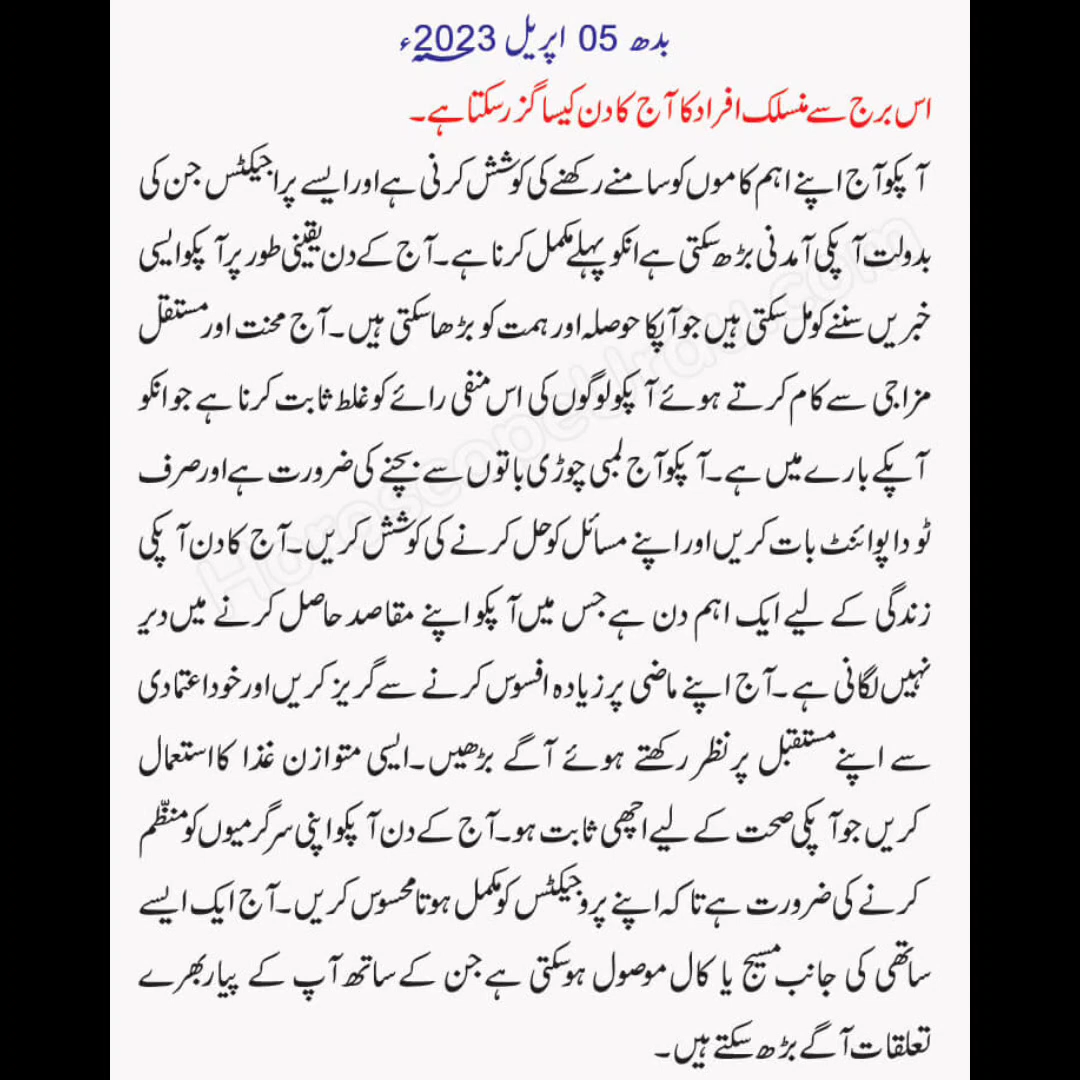 بدھ 05 اپریل 2023ء
اس برج سے منسلک افراد کا آج کا دن کیسا گزر سکتا ہے۔
آپکو آج اپنے اہم کاموں کو سامنے رکھنے کی کوشش کرنی ہے اور ایسے پراجیکٹس جن کی
بدولت آپکی آمدنی بڑھ سکتی ہے انکو پہلے مکمل کرنا ہے۔ آج کے دن یقینی طور پر آپکو ایسی
خبریں سننے کو مل سکتی ہیں جو آپکا حوصلہ اور ہمت کو بڑھا سکتی ہیں۔ آج محنت اور مستقل
مزاجی سے کام کرتے ہوئے آپکو لوگوں کی اس منفی رائے کو غلط ثابت کرنا ہے جو انکو
آپکے بارے میں ہے۔ آپکو آج لمبی چوڑی باتوں سے بچنے کی ضرورت ہے اور صرف
ٹو دا پوائنٹ بات کریں اور اپنے مسائل کو حل کرنے کی کوشش کریں۔ آج کا دن آپکی
زندگی کے لیے ایک اہم دن ہے جس میں آپکو اپنے مقاصد حاصل کرنے میں دیر
نہیں لگانی ہے۔ آج اپنے ماضی پر زیادہ افسوس کرنے سے گریز کریں اور خود اعتمادی
سے اپنے مستقبل پر نظر رکھتے ہوئے آگے بڑھیں۔ ایسی متوازن غذا کا استعمال
کریں جو آپکی صحت کے لیے اچھی ثابت ہو۔ آج کے دن آپکو اپنی سرگرمیوں کو منظّم
کرنے کی ضرورت ہے تاکہ اپنے پروجیکٹس کو مکمل ہوتا محسوس کریں۔ آج ایک ایسے
ساتھی کی جانب مسیج یا کال موصول ہو سکتی ہے جن کے ساتھ آپ کے پیار بھرے
تعلقات آگے بڑھ سکتے ہیں۔
HoroscopeUrdu.com